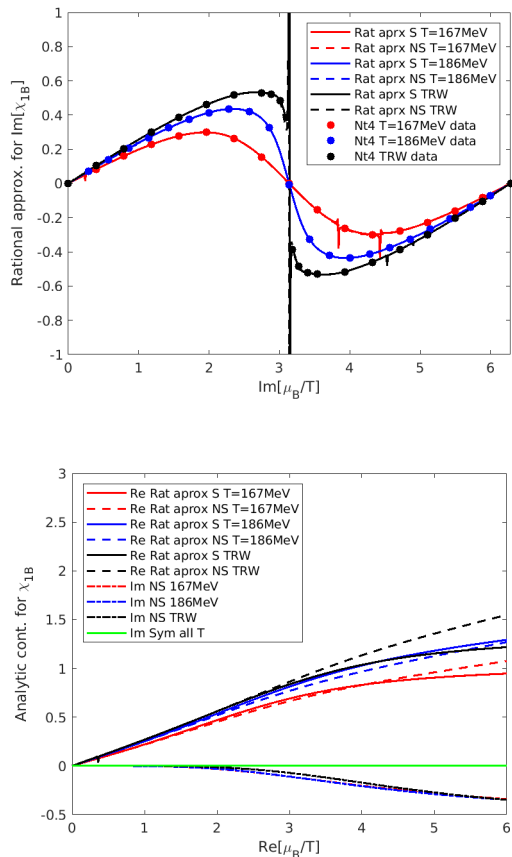 1
0.8
0.6
0.4
0.2
0
-0.2
-0.4
-0.6
-0.8
-1
Rational approx. for Im[χ1B]
Rat aprx S T=167MeV
Rat aprx NS T=167MeV
Rat aprx S T=186MeV
Rat aprx NS T=186MeV
Rat aprx S TRW
Rat aprx NS TRW
Nt4 T=167MeV data
Nt4 T=186MeV data
Nt4 TRW data
0 1 2 3 4 5 6
Im[μB/T]
3
2.5
2
1.5
1
0.5
0
-0.5
Analytic cont. for χ1B
Re Rat aprox S T=167MeV
Re Rat aprox NS T=167MeV
Re Rat aprox S T=186MeV
Re Rat aprox NS T=186MeV
Re Rat aprox S TRW
Re Rat aprox NS TRW
Im NS 167MeV
Im NS 186MeV
Im NS TRW
Im Sym all T
0 1 2 3 4 5 6
Re[μB/T]